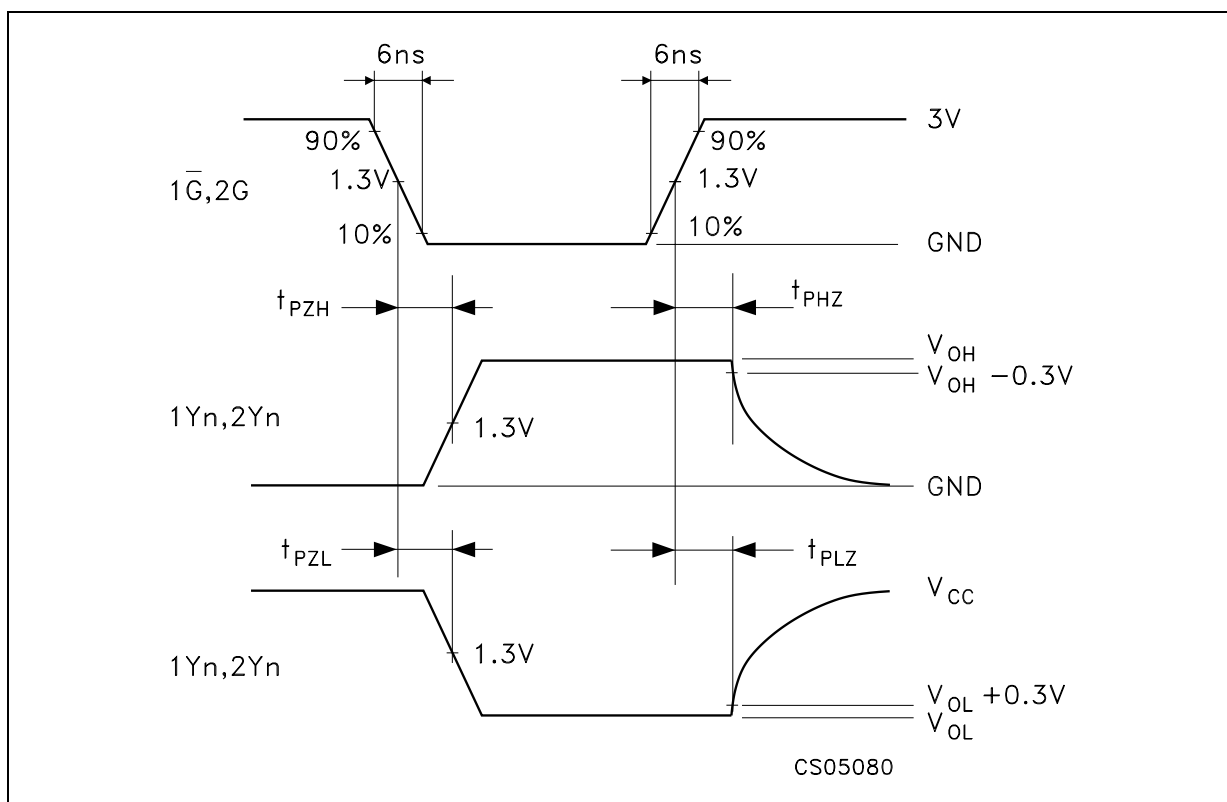 6ns 6ns
3V
90% 90%
1G̅,2G 1.3V 1.3V
10% 10%
GND
tPZH tPHZ
VOH
VOH −0.3V
1Yn,2Yn 1.3V
GND
tPZL tPLZ
VCC
1Yn,2Yn 1.3V
VOL +0.3V
VOL
CS05080